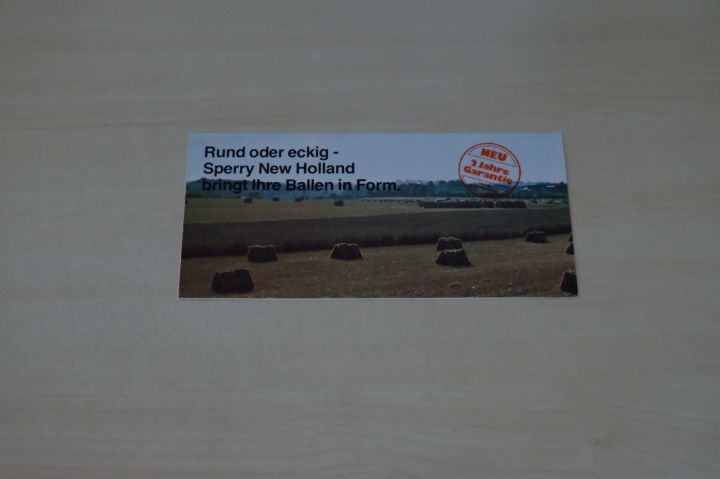 Rund oder eckig -
Sperry New Holland
bringt Ihre Ballen in Form.
NEU
2 Jahre
Garantie